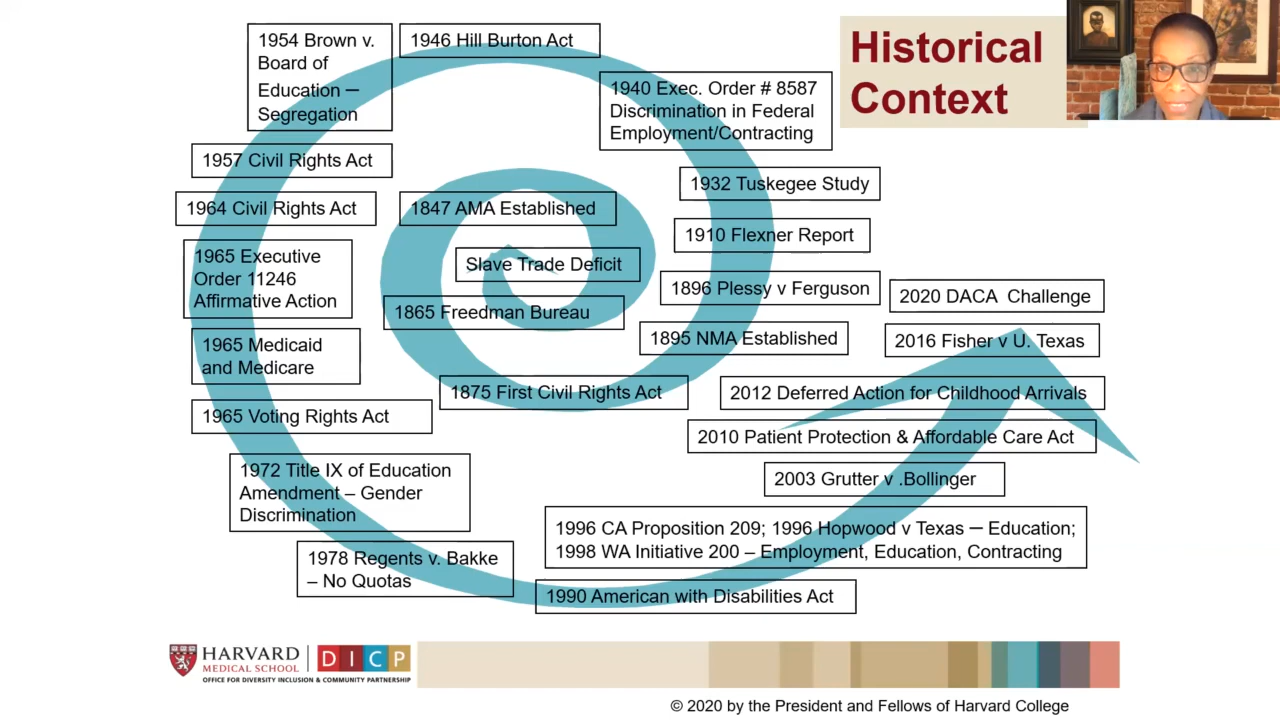 Historical
Context
1954 Brown v.
Board of
Education –
Segregation
1946 Hill Burton Act
1940 Exec. Order # 8587
Discrimination in Federal
Employment/Contracting
1957 Civil Rights Act
1932 Tuskegee Study
1964 Civil Rights Act
1847 AMA Established
1910 Flexner Report
1965 Executive
Order 11246
Affirmative Action
Slave Trade Deficit
1896 Plessy v Ferguson
2020 DACA Challenge
1865 Freedman Bureau
1895 NMA Established
2016 Fisher v U. Texas
1965 Medicaid
and Medicare
1875 First Civil Rights Act
2012 Deferred Action for Childhood Arrivals
1965 Voting Rights Act
2010 Patient Protection & Affordable Care Act
1972 Title IX of Education
Amendment – Gender
Discrimination
2003 Grutter v .Bollinger
1996 CA Proposition 209; 1996 Hopwood v Texas – Education;
1998 WA Initiative 200 – Employment, Education, Contracting
1978 Regents v. Bakke
– No Quotas
1990 American with Disabilities Act
HARVARD
MEDICAL SCHOOL
DICP
OFFICE FOR DIVERSITY INCLUSION & COMMUNITY PARTNERSHIP
© 2020 by the President and Fellows of Harvard College